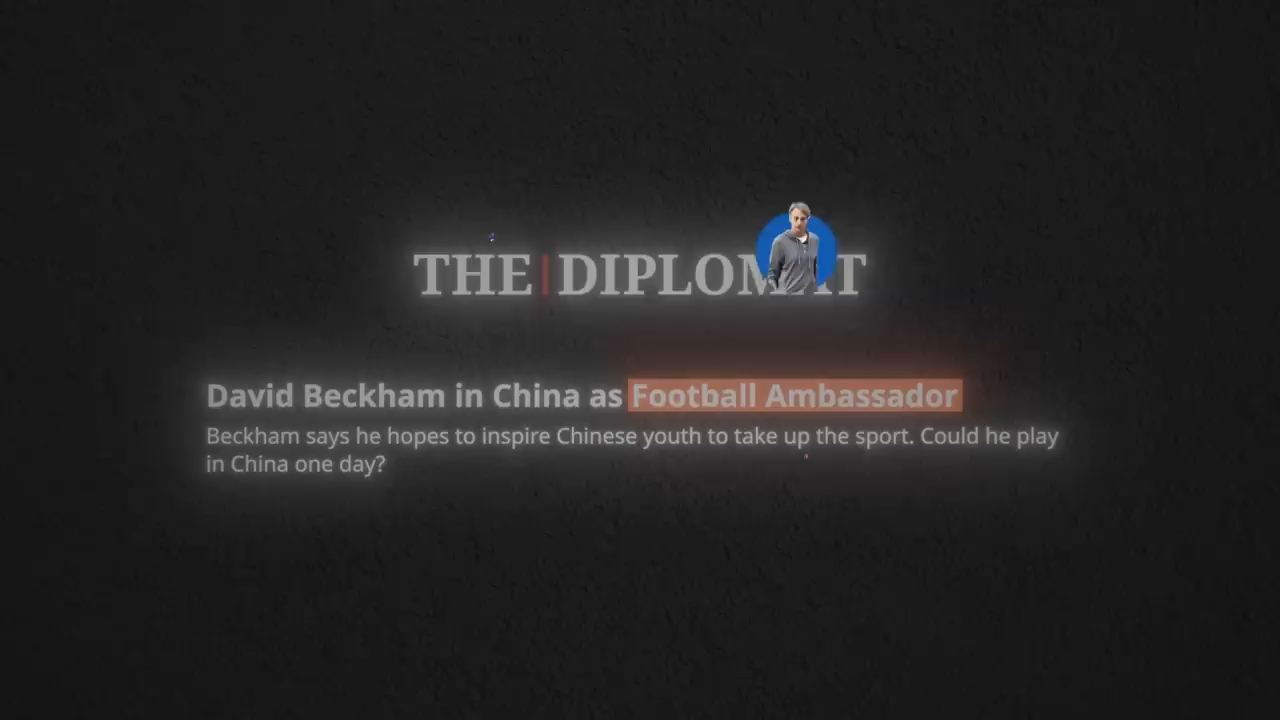 THE | DIPLOMAT
David Beckham in China as Football Ambassador
Beckham says he hopes to inspire Chinese youth to take up the sport. Could he play
in China one day?